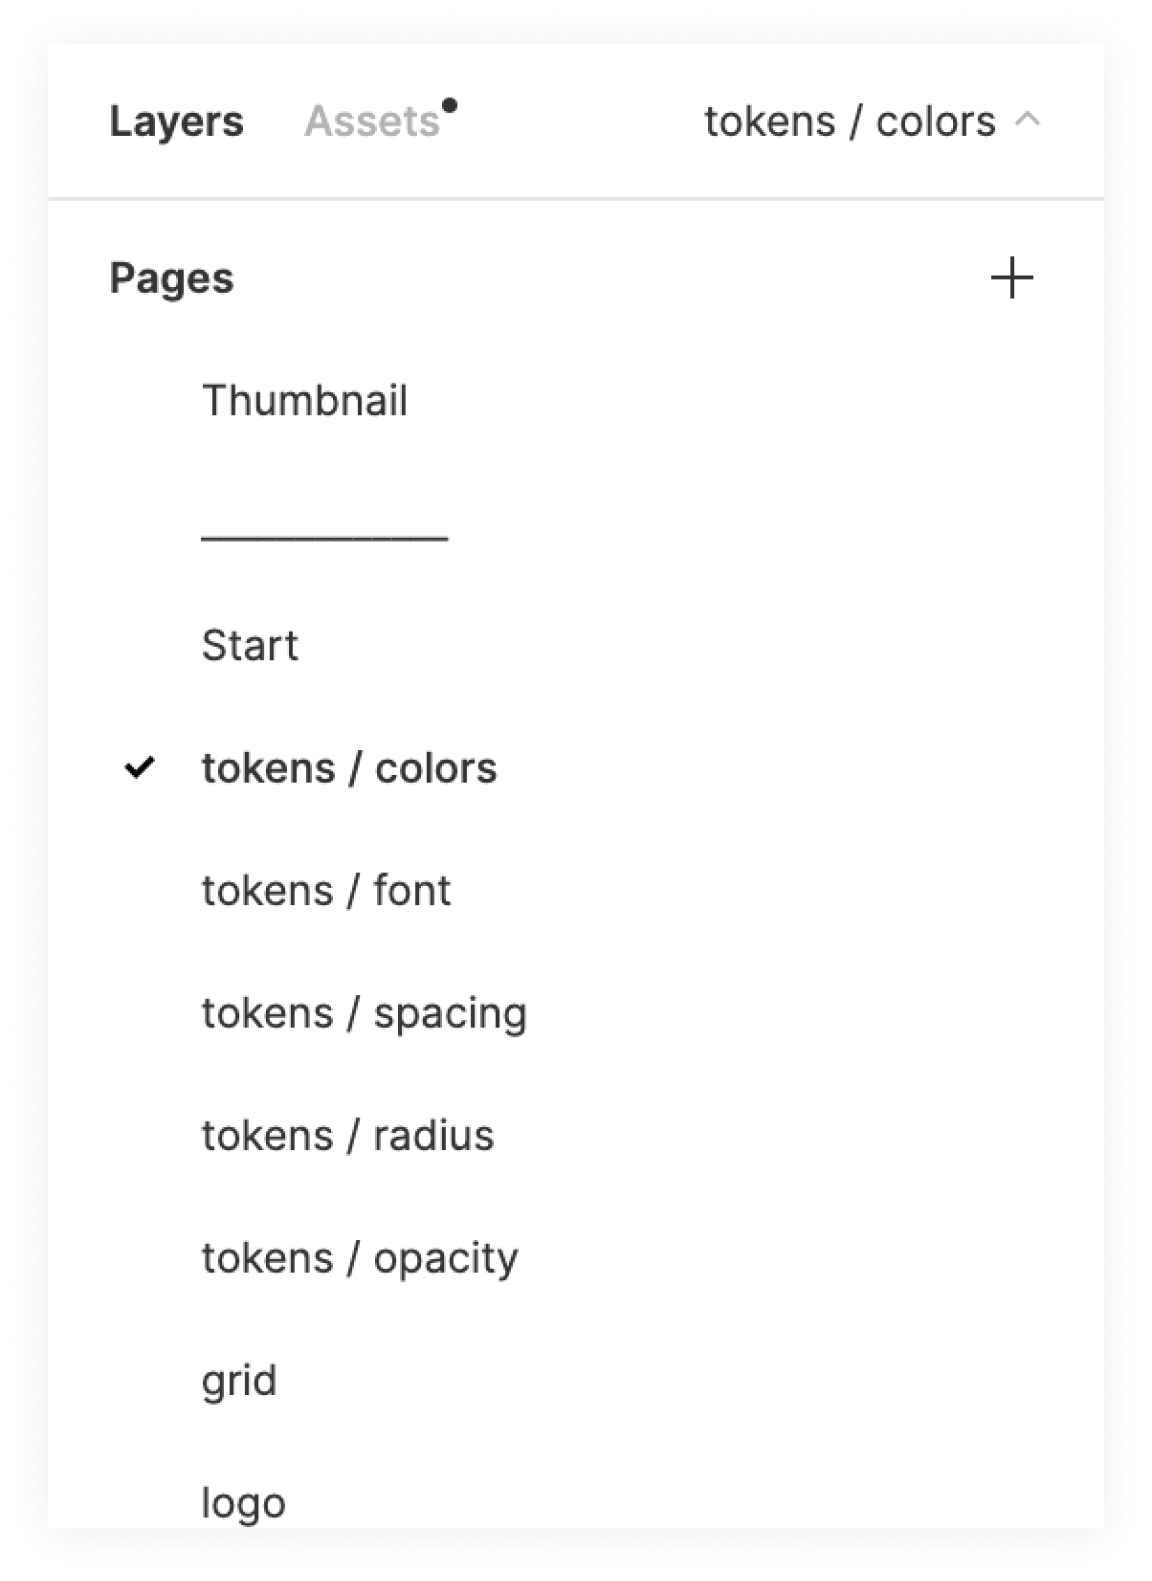 Layers Assets tokens / colors
Pages
Thumbnail
_____________
Start
tokens / colors
tokens / font
tokens / spacing
tokens / radius
tokens / opacity
grid
logo